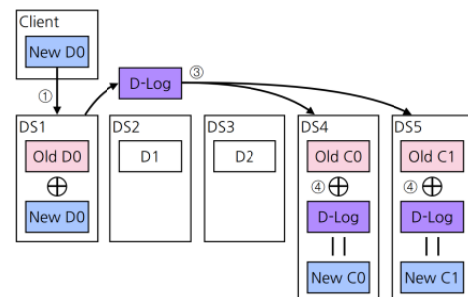 Client
New D0
①
D-Log
③
DS1
DS2
DS3
DS4
DS5
Old D0
D1
D2
Old C0
Old C1
④
④
New D0
D-Log
D-Log
New C0
New C1